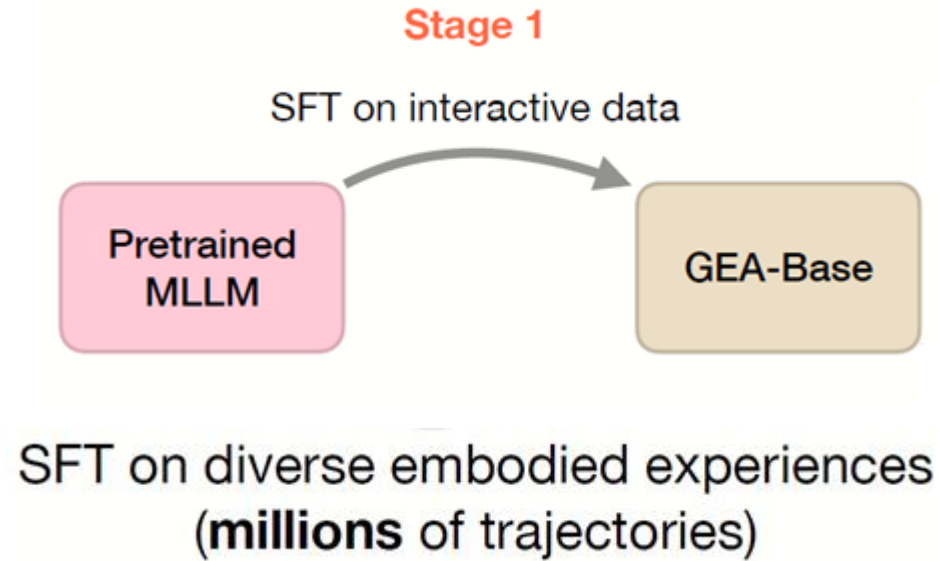 Stage 1
SFT on interactive data
Pretrained
MLLM
GEA-Base
SFT on diverse embodied experiences
(millions of trajectories)